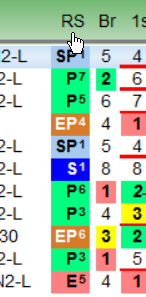 RS Br 1s
2-L SP1 5 4
2-L P7 2 6
2-L P5 6 7
EP4 4 1
2-L SP1 5 4
2-L S1 8 8
2-L P6 1 2
2-L P3 4 3
30 EP6 3 2
2-L P3 1 5
N2-L E5 4 1